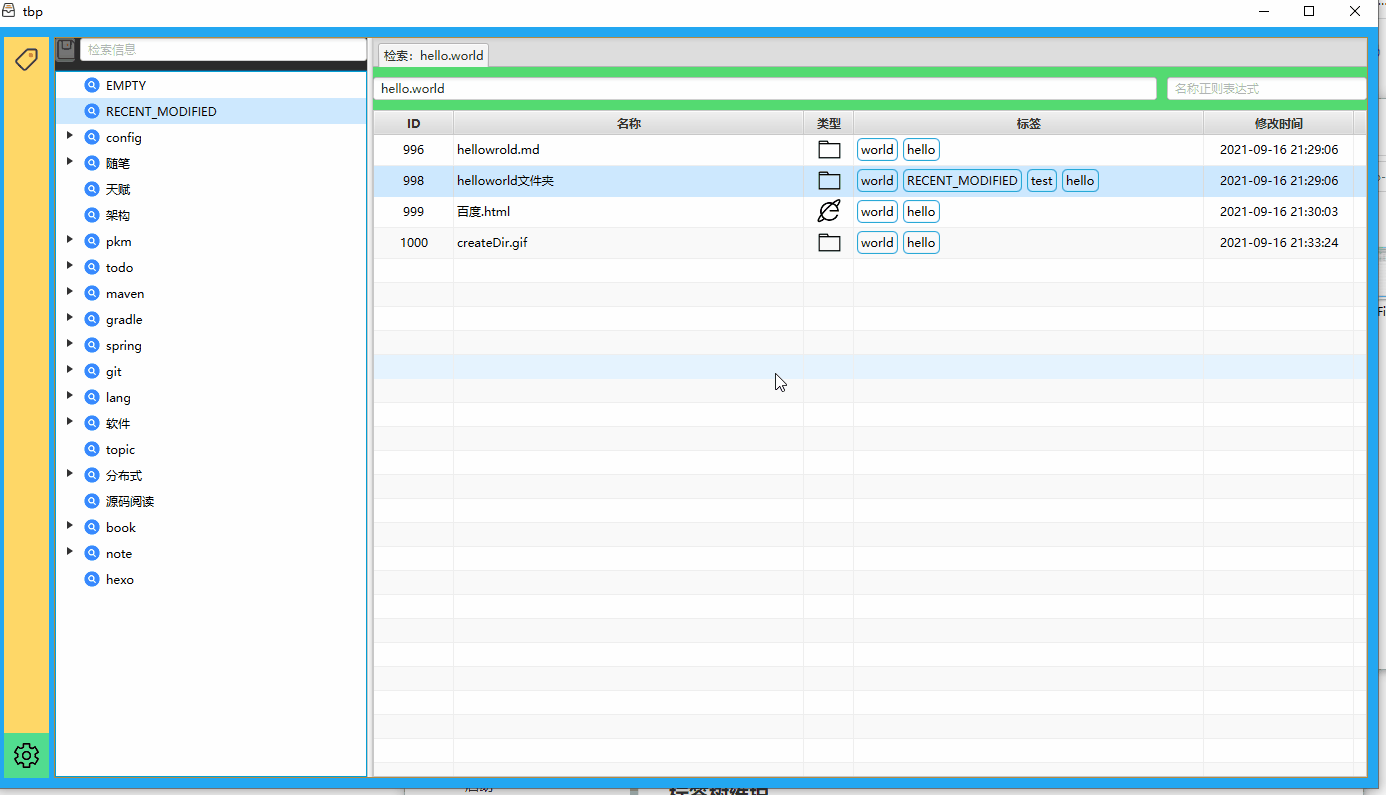 tbp
检索信息
EMPTY
RECENT_MODIFIED
config
随笔
天赋
架构
pkm
todo
maven
gradle
spring
git
lang
软件
topic
分布式
源码阅读
book
note
hexo
检索：hello.world
hello.world 名称正则表达式
ID 名称 类型 标签 修改时间
996 hellowrold.md world hello 2021-09-16 21:29:06
998 helloworld文件夹 world RECENT_MODIFIED test hello 2021-09-16 21:29:06
999 百度.html world hello 2021-09-16 21:30:03
1000 createDir.gif world hello 2021-09-16 21:33:24